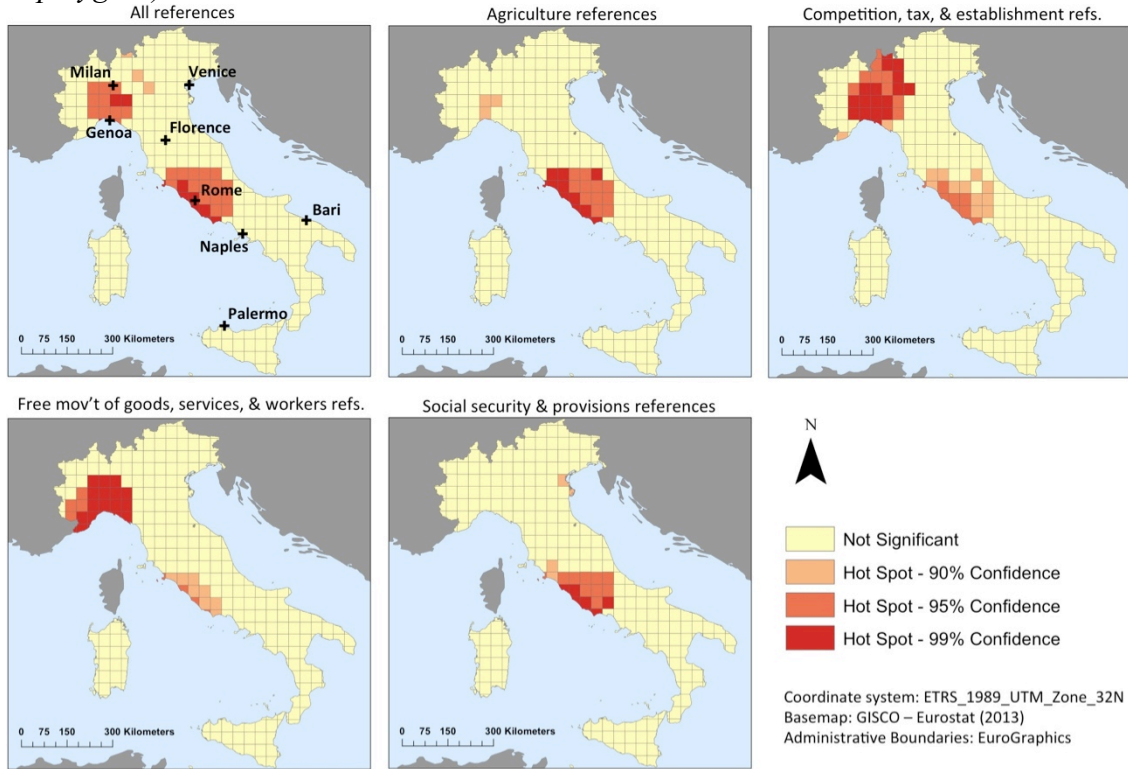 All references
Agriculture references
Competition, tax, & establishment refs.
Milan
Venice
Genoa
Florence
Rome
Bari
Naples
Palermo
0 75 150 300 Kilometers
0 75 150 300 Kilometers
0 75 150 300 Kilometers
Free mov't of goods, services, & workers refs.
Social security & provisions references
N
Not Significant
Hot Spot - 90% Confidence
Hot Spot - 95% Confidence
Hot Spot - 99% Confidence
0 75 150 300 Kilometers
0 75 150 300 Kilometers
Coordinate system: ETRS_1989_UTM_Zone_32N
Basemap: GISCO – Eurostat (2013)
Administrative Boundaries: EuroGraphics